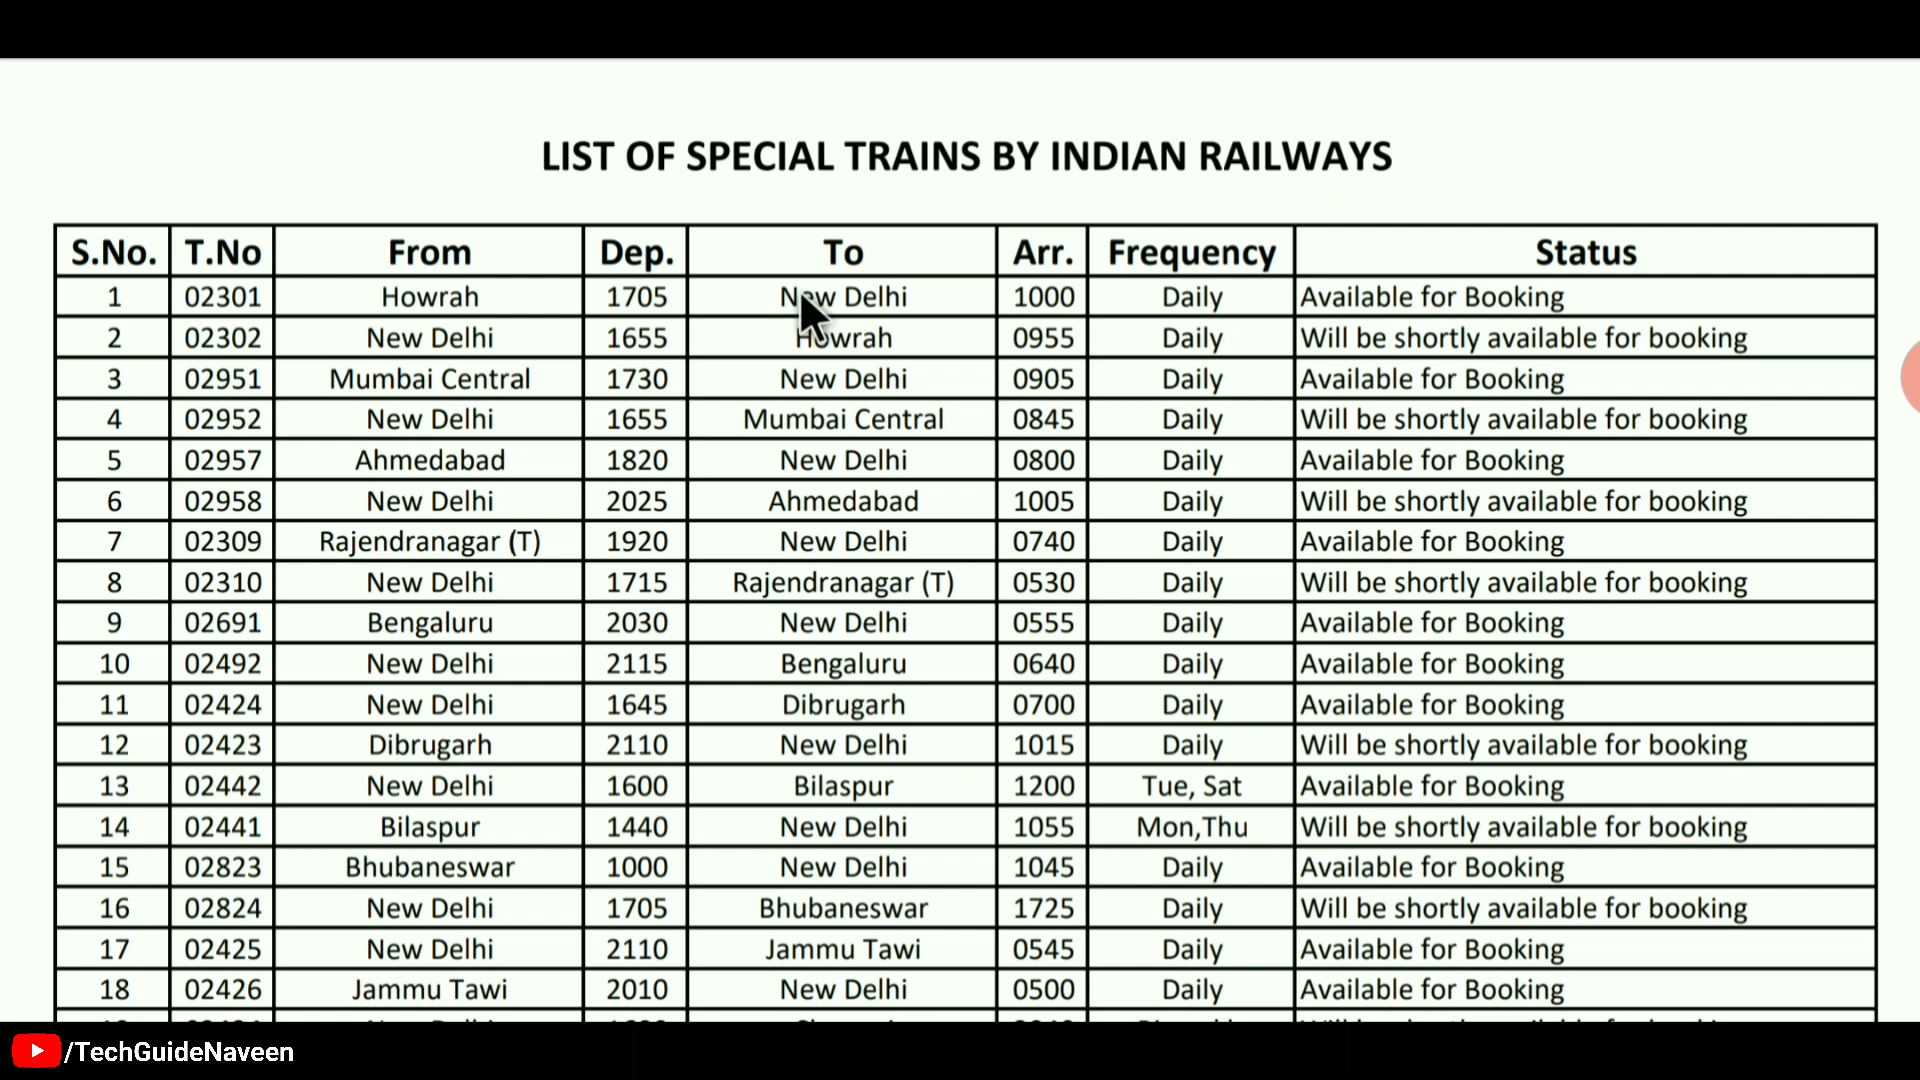 LIST OF SPECIAL TRAINS BY INDIAN RAILWAYS
S.No. T.No From Dep. To Arr. Frequency Status
1 02301 Howrah 1705 New Delhi 1000 Daily Available for Booking
2 02302 New Delhi 1655 Howrah 0955 Daily Will be shortly available for booking
3 02951 Mumbai Central 1730 New Delhi 0905 Daily Available for Booking
4 02952 New Delhi 1655 Mumbai Central 0845 Daily Will be shortly available for booking
5 02957 Ahmedabad 1820 New Delhi 0800 Daily Available for Booking
6 02958 New Delhi 2025 Ahmedabad 1005 Daily Will be shortly available for booking
7 02309 Rajendranagar (T) 1920 New Delhi 0740 Daily Available for Booking
8 02310 New Delhi 1715 Rajendranagar (T) 0530 Daily Will be shortly available for booking
9 02691 Bengaluru 2030 New Delhi 0555 Daily Available for Booking
10 02492 New Delhi 2115 Bengaluru 0640 Daily Available for Booking
11 02424 New Delhi 1645 Dibrugarh 0700 Daily Available for Booking
12 02423 Dibrugarh 2110 New Delhi 1015 Daily Will be shortly available for booking
13 02442 New Delhi 1600 Bilaspur 1200 Tue, Sat Available for Booking
14 02441 Bilaspur 1440 New Delhi 1055 Mon,Thu Will be shortly available for booking
15 02823 Bhubaneswar 1000 New Delhi 1045 Daily Available for Booking
16 02824 New Delhi 1705 Bhubaneswar 1725 Daily Will be shortly available for booking
17 02425 New Delhi 2110 Jammu Tawi 0545 Daily Available for Booking
18 02426 Jammu Tawi 2010 New Delhi 0500 Daily Available for Booking
/TechGuideNaveen